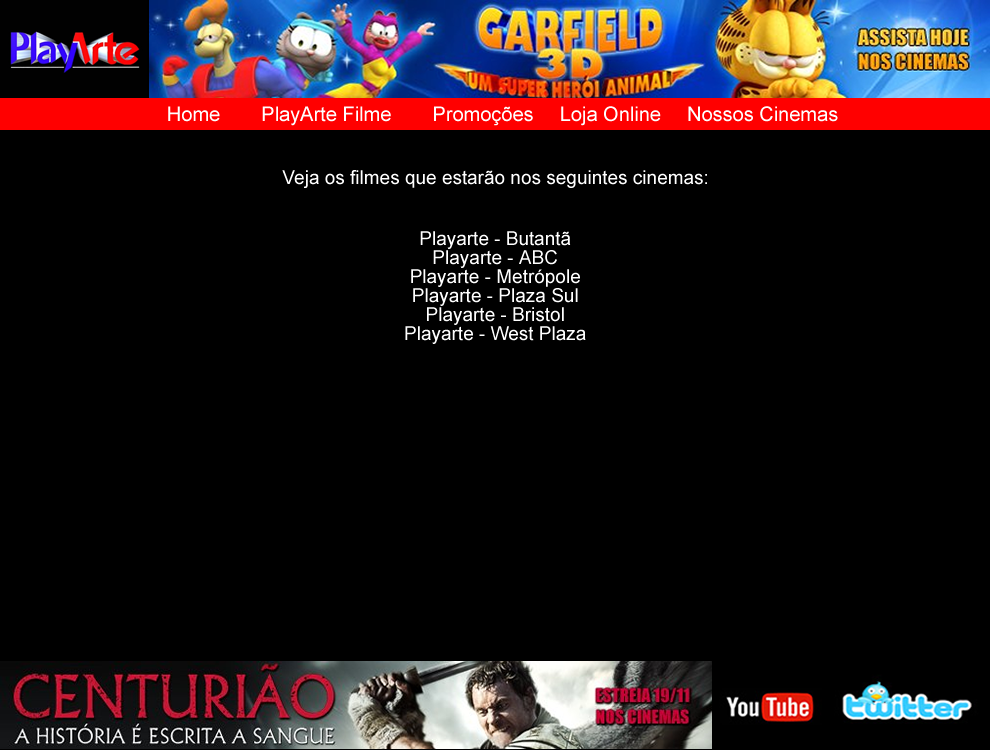 PlayArte
GARFIELD
3D
UM SUPER HERÓI ANIMAL
ASSISTA HOJE
NOS CINEMAS
Home PlayArte Filme Promoções Loja Online Nossos Cinemas
Veja os filmes que estarão nos seguintes cinemas:
Playarte - Butantã
Playarte - ABC
Playarte - Metrópole
Playarte - Plaza Sul
Playarte - Bristol
Playarte - West Plaza
CENTURIÃO
A HISTÓRIA É ESCRITA A SANGUE
ESTREIA 19/11
NOS CINEMAS
YouTube
twitter